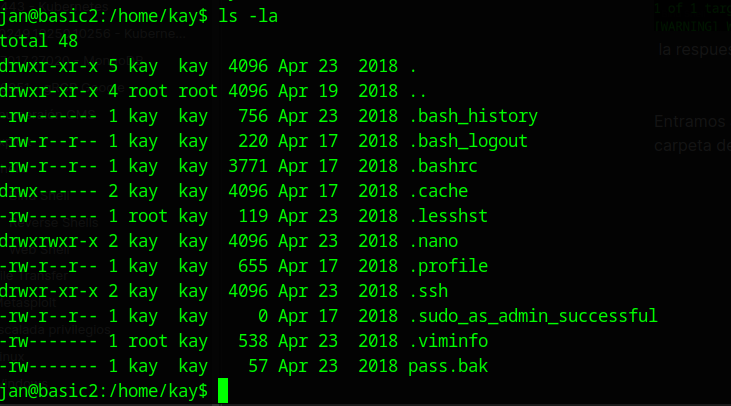 jan@basic2:/home/kay$ ls -la
total 48
drwxr-xr-x 5 kay  kay  4096 Apr 23  2018 .
drwxr-xr-x 4 root root 4096 Apr 19  2018 ..
-rw------- 1 kay  kay   756 Apr 23  2018 .bash_history
-rw-r--r-- 1 kay  kay   220 Apr 17  2018 .bash_logout
-rw-r--r-- 1 kay  kay  3771 Apr 17  2018 .bashrc
drwx------ 2 kay  kay  4096 Apr 17  2018 .cache
-rw------- 1 root kay   119 Apr 23  2018 .lesshst
drwxrwxr-x 2 kay  kay  4096 Apr 23  2018 .nano
-rw-r--r-- 1 kay  kay   655 Apr 17  2018 .profile
drwxr-xr-x 2 kay  kay  4096 Apr 23  2018 .ssh
-rw-r--r-- 1 kay  kay     0 Apr 17  2018 .sudo_as_admin_successful
-rw------- 1 root kay   538 Apr 23  2018 .viminfo
-rw------- 1 kay  kay    57 Apr 23  2018 pass.bak
jan@basic2:/home/kay$
1 of 1
la respues
Entramos
carpeta de